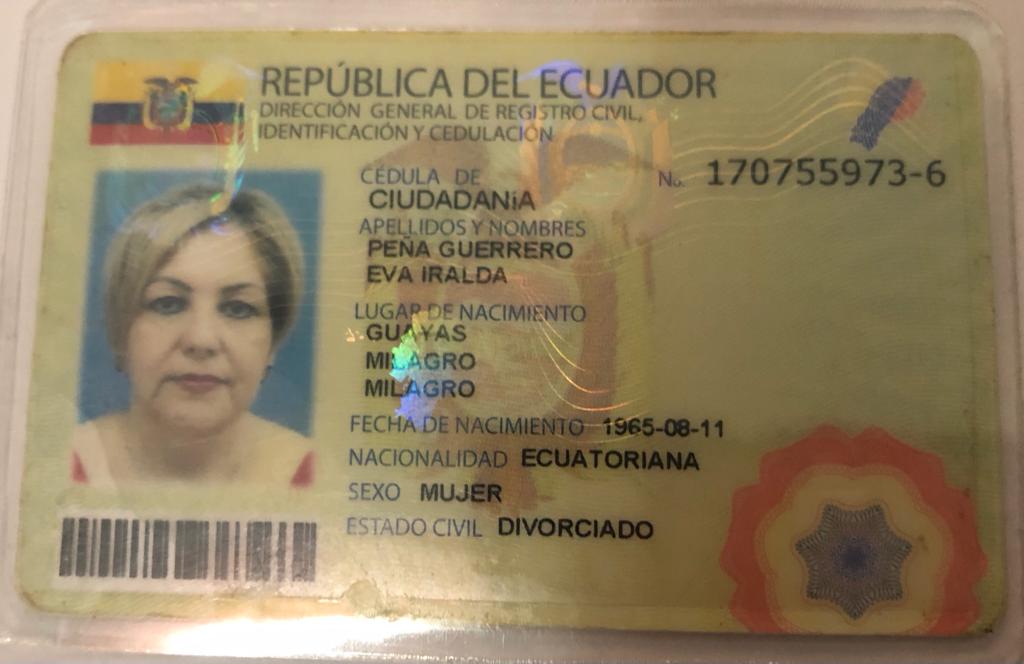 REPÚBLICA DEL ECUADOR
DIRECCIÓN GENERAL DE REGISTRO CIVIL,
IDENTIFICACIÓN Y CEDULACIÓN
CÉDULA DE No. 170755973-6
CIUDADANíA
APELLIDOS Y NOMBRES
PEÑA GUERRERO
EVA IRALDA
LUGAR DE NACIMIENTO
GUAYAS
MILAGRO
MILAGRO
FECHA DE NACIMIENTO 1965-08-11
NACIONALIDAD ECUATORIANA
SEXO MUJER
ESTADO CIVIL DIVORCIADO